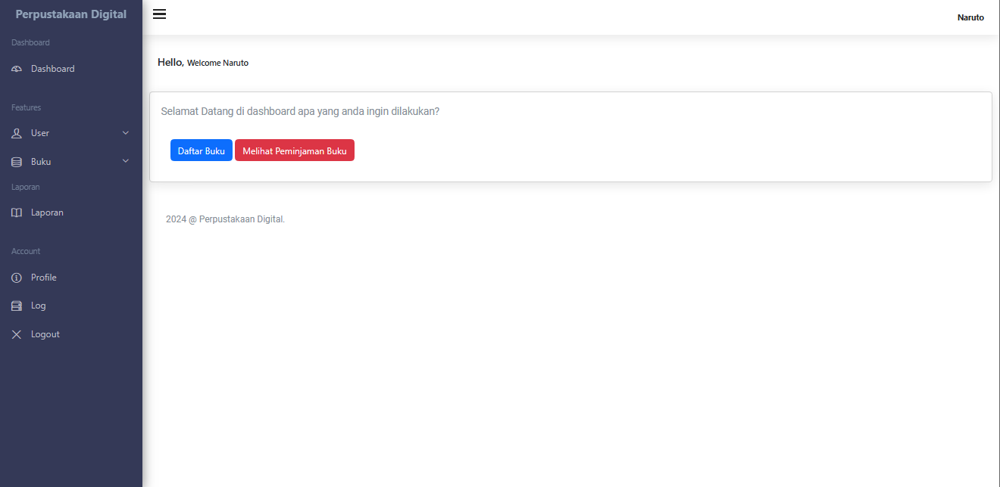 Perpustakaan Digital
Dashboard
Dashboard
Features
User
Buku
Laporan
Laporan
Account
Profile
Log
Logout
Naruto
Hello, Welcome Naruto
Selamat Datang di dashboard apa yang anda ingin dilakukan?
Daftar Buku Melihat Peminjaman Buku
2024 @ Perpustakaan Digital.